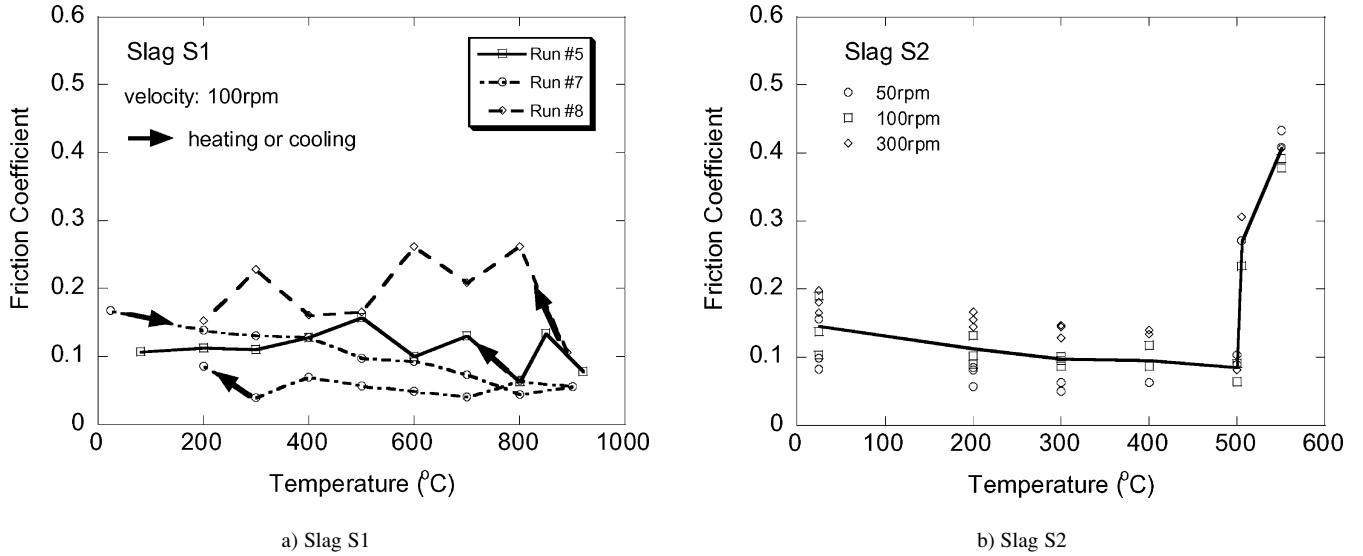 0.6
0.5
0.4
0.3
0.2
0.1
0
Friction Coefficient
Slag S1
velocity: 100rpm
heating or cooling
Run #5
Run #7
Run #8
0 200 400 600 800 1000
Temperature (°C)
a) Slag S1
0.6
0.5
0.4
0.3
0.2
0.1
0
Friction Coefficient
Slag S2
50rpm
100rpm
300rpm
0 100 200 300 400 500 600
Temperature (°C)
b) Slag S2